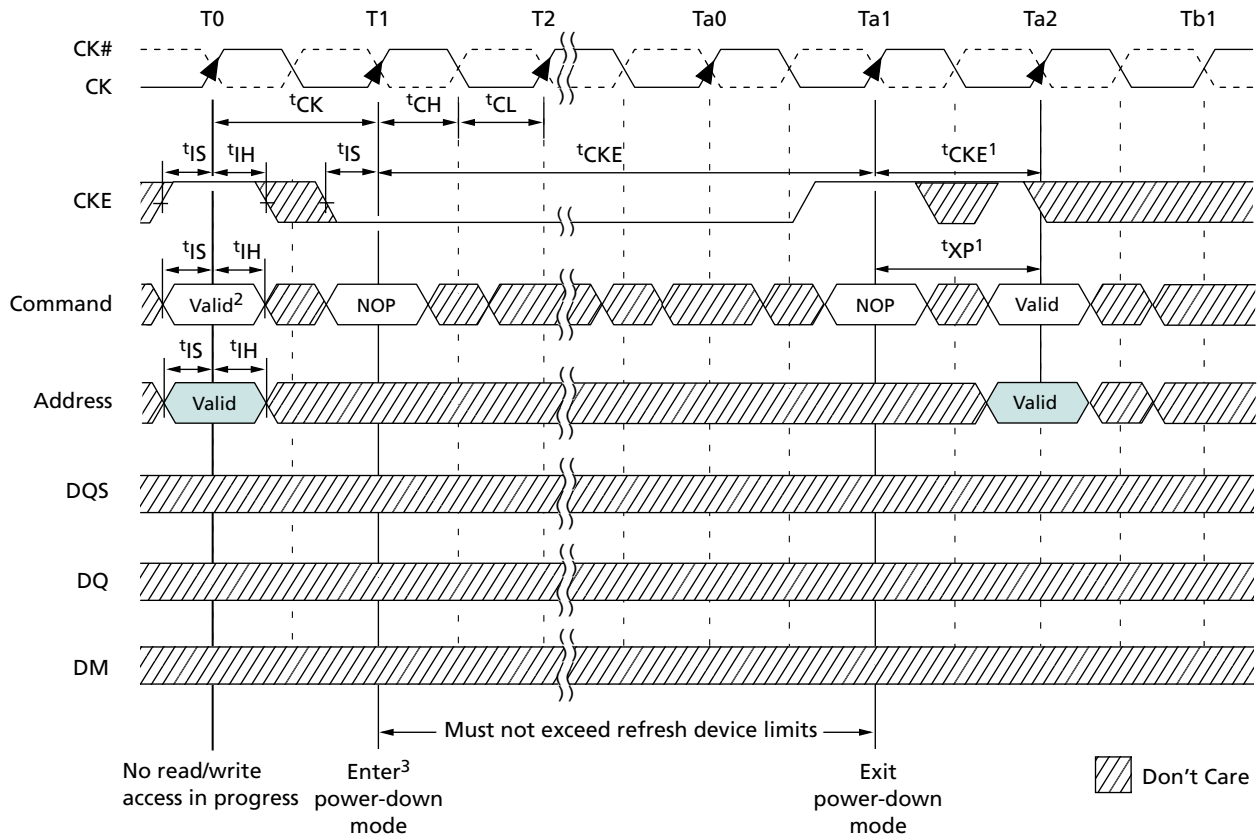 T0 T1 T2 Ta0 Ta1 Ta2 Tb1
CK#
CK
tCK tCH tCL
tIS tIH tIS tCKE tCKE1
CKE
tIS tIH tXP1
Command Valid2 NOP NOP Valid
tIS tIH
Address Valid Valid
DQS
DQ
DM
Must not exceed refresh device limits
No read/write
access in progress
Enter3
power-down
mode
Exit
power-down
mode
Don't Care